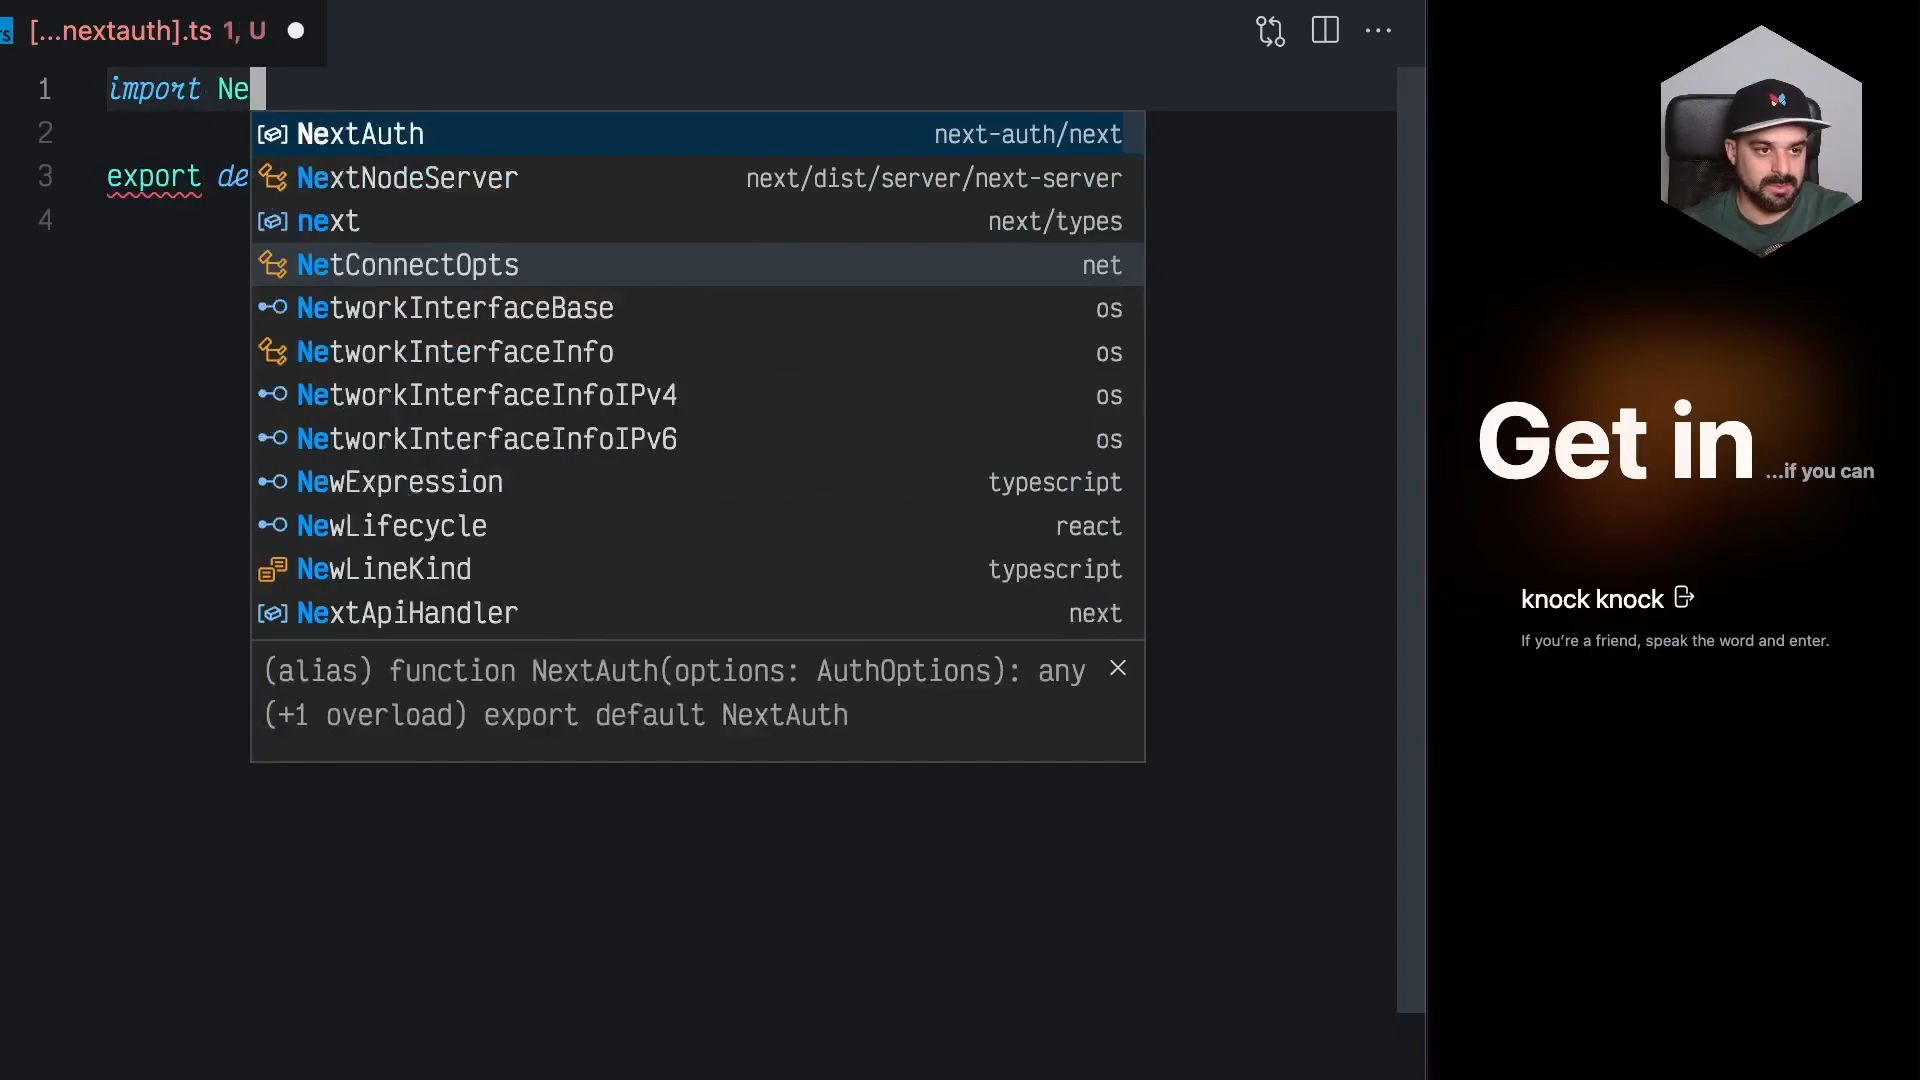 [...nextauth].ts 1, U
1 import Ne
2
3 export de
4
NextAuth next-auth/next
NextNodeServer next/dist/server/next-server
next next/types
NetConnectOpts net
NetworkInterfaceBase os
NetworkInterfaceInfo os
NetworkInterfaceInfoIPv4 os
NetworkInterfaceInfoIPv6 os
NewExpression typescript
NewLifecycle react
NewLineKind typescript
NextApiHandler next
(alias) function NextAuth(options: AuthOptions): any
(+1 overload) export default NextAuth
Get in ...if you can
knock knock
If you're a friend, speak the word and enter.